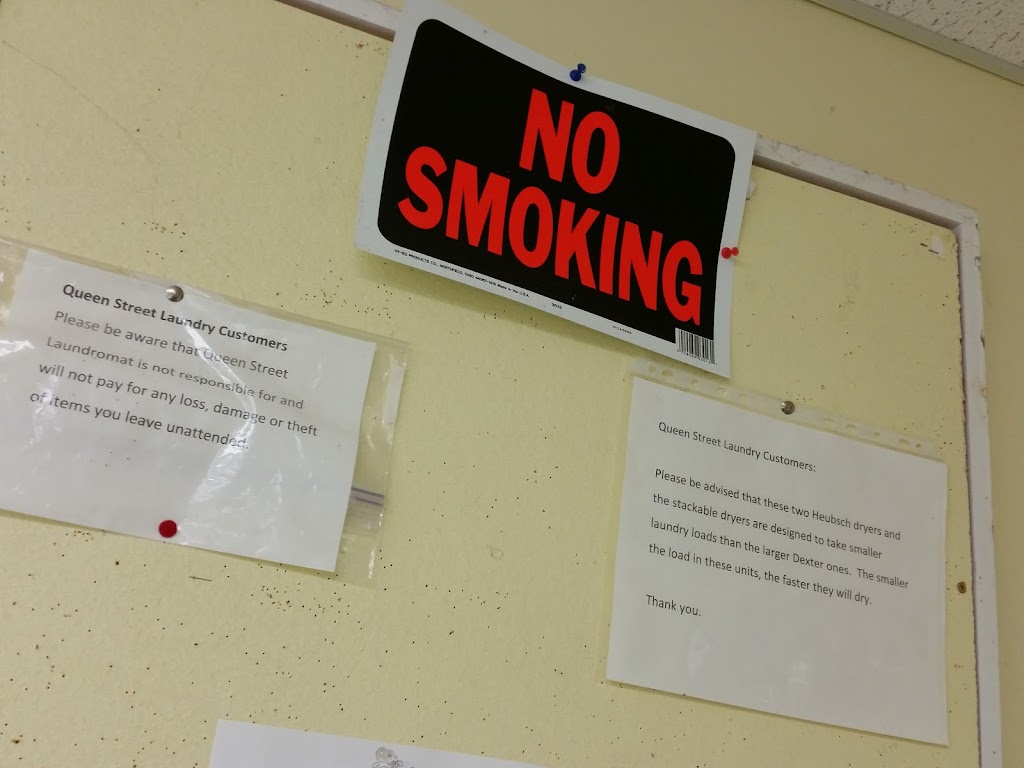 NO
SMOKING
Queen Street Laundry Customers
Please be aware that Queen Street
Laundromat is not responsible for and
will not pay for any loss, damage or theft
of items you leave unattended.
Queen Street Laundry Customers:
Please be advised that these two Heubsch dryers and
the stackable dryers are designed to take smaller
laundry loads than the larger Dexter ones. The smaller
the load in these units, the faster they will dry.
Thank you.